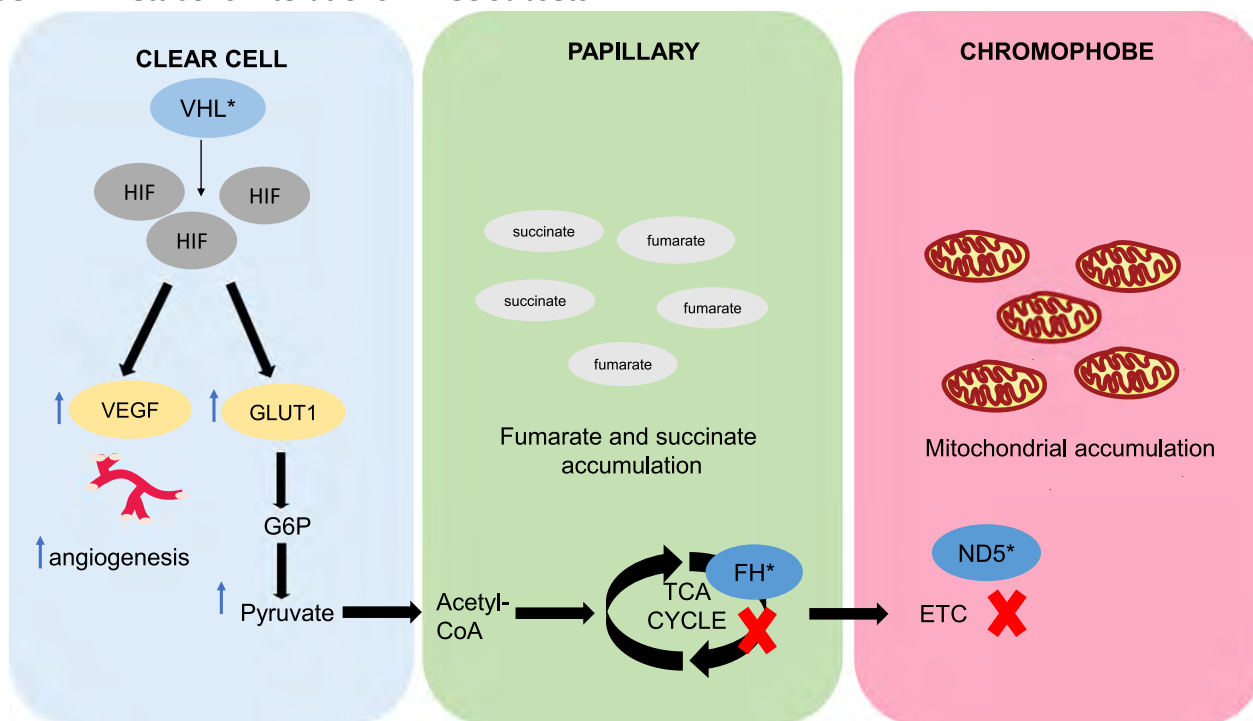 CLEAR CELL
VHL*
HIF
HIF
HIF
VEGF
GLUT1
G6P
angiogenesis
Pyruvate
PAPILLARY
succinate
fumarate
succinate
fumarate
fumarate
Fumarate and succinate
accumulation
Acetyl-
CoA
TCA
CYCLE
FH*
CHROMOPHOBE
Mitochondrial accumulation
ND5*
ETC